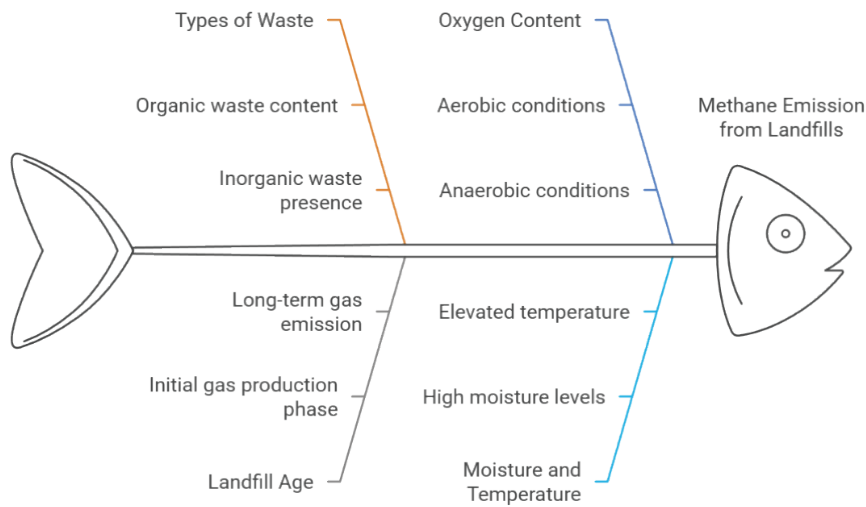 Types of Waste
Organic waste content
Inorganic waste
presence
Oxygen Content
Aerobic conditions
Anaerobic conditions
Methane Emission
from Landfills
Long-term gas
emission
Initial gas production
phase
Landfill Age
Elevated temperature
High moisture levels
Moisture and
Temperature